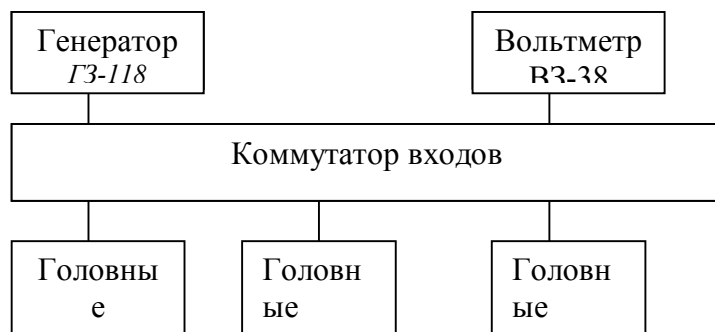 Генератор
ГЗ-118
Вольтметр
ВЗ-38
Коммутатор входов
Головны
е
Головн
ые
Головн
ые